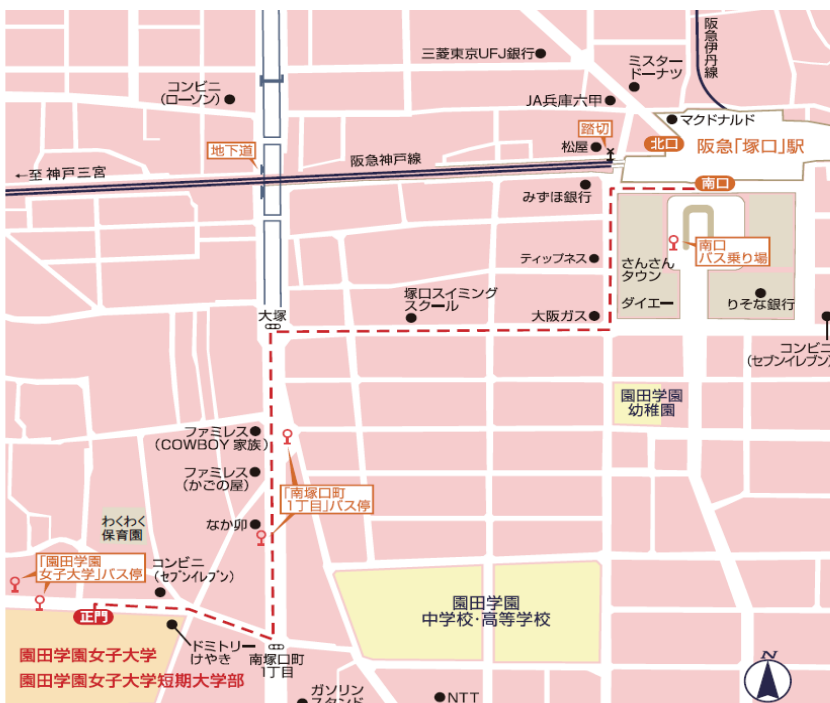 三菱東京UFJ銀行
ミスター
ドーナツ
阪急伊丹線
コンビニ
(ローソン)
JA兵庫六甲
マクドナルド
踏切
松屋
北口
阪急「塚口」駅
地下道
阪急神戸線
←至 神戸三宮
南口
みずほ銀行
南口
バス乗り場
ティップネス
さんさん
タウン
ダイエー
りそな銀行
塚口スイミング
スクール
大阪ガス
大塚
コンビニ
(セブンイレブン)
園田学園
幼稚園
ファミレス
(COWBOY 家族)
ファミレス
(かごの屋)
「南塚口町
1丁目」バス停
なか卯
わくわく
保育園
「園田学園
女子大学」バス停
コンビニ
(セブンイレブン)
園田学園
中学校・高等学校
正門
ドミトリー
けやき
南塚口町
1丁目
園田学園女子大学
園田学園女子大学短期大学部
ガソリン
スタンド
NTT
N